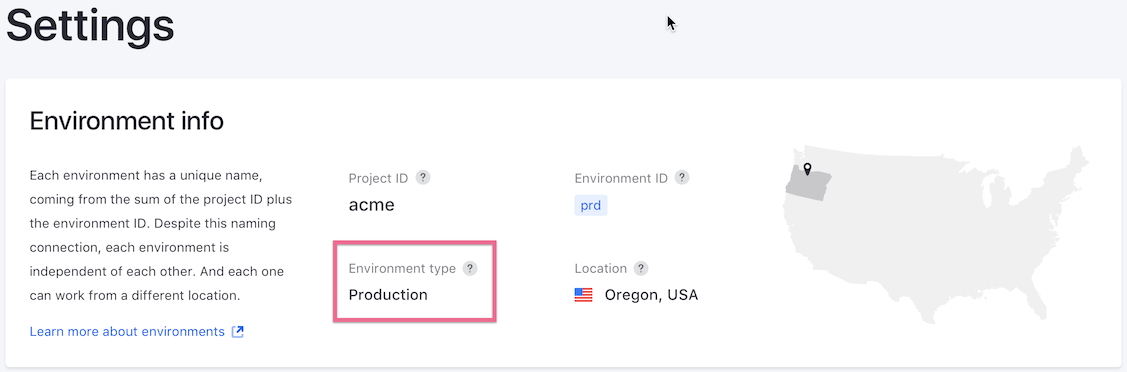 Settings
Environment info
Each environment has a unique name,
coming from the sum of the project ID plus
the environment ID. Despite this naming
connection, each environment is
independent of each other. And each one
can work from a different location.
Learn more about environments
Project ID ?
acme
Environment ID ?
prd
Environment type ?
Production
Location ?
Oregon, USA